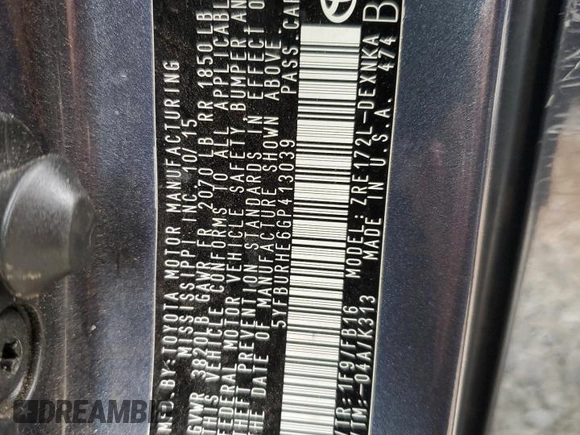 MFD.BY:TOYOTA MOTOR MANUFACTURING
MISSISSIPPI INC. 10/15
GVWR 3820LB GAWR FR 2070 LB RR 1850LB
THIS VEHICLE CONFORMS TO ALL APPLICABLE
FEDERAL MOTOR VEHICLE SAFETY, BUMPER AND
THEFT PREVENTION STANDARDS IN EFFECT ON
THE DATE OF MANUFACTURE SHOWN ABOVE.
5YFBURHE6GP413039 PASS.CAR
C/TR: 1F9/FB16
A/TM: -04A/K313
MODEL: ZRE172L-DEXNKA
MADE IN U.S.A. 474 B
DREAMBID